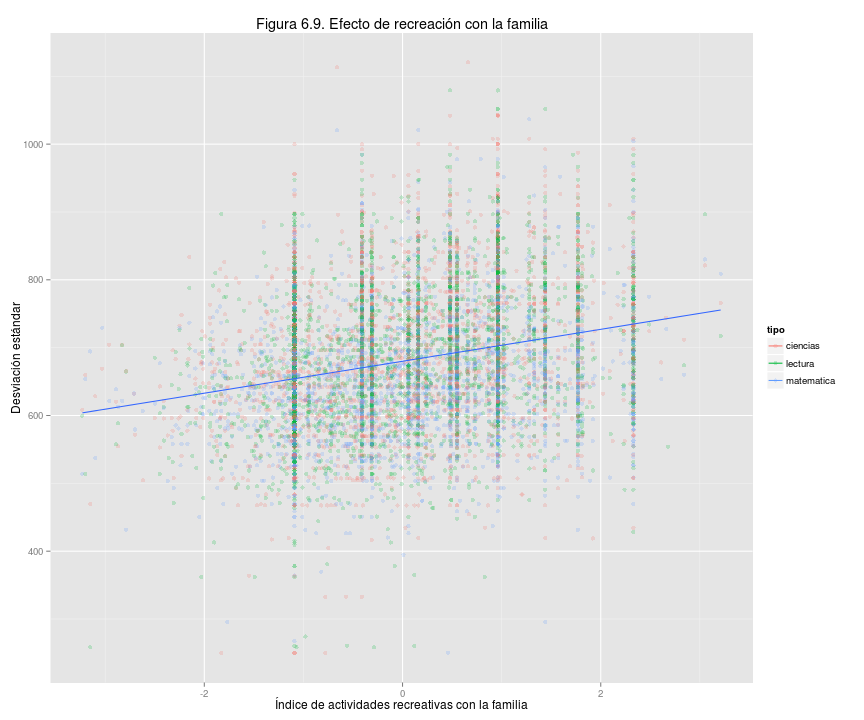 Figura 6.9. Efecto de recreación con la familia
Desviación estándar
1000
800
600
400
-2
0
2
Índice de actividades recreativas con la familia
tipo
ciencias
lectura
matematica